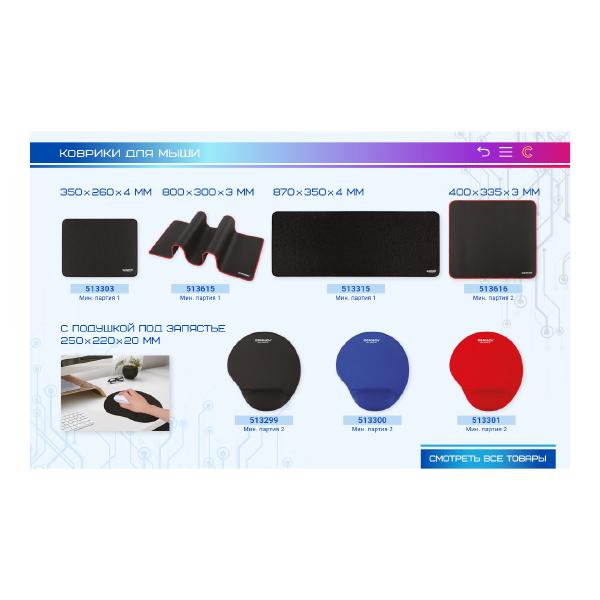 КОВРИКИ ДЛЯ МЫШИ
350×260×4 ММ 800×300×3 ММ 870×350×4 ММ 400×335×3 ММ
513303 513615 513315 513616
Мин. партия 1 Мин. партия 1 Мин. партия 1 Мин. партия 2
С ПОДУШКОЙ ПОД ЗАПЯСТЬЕ
250×220×20 ММ
513299 513300 513301
Мин. партия 2 Мин. партия 2 Мин. партия 2
СМОТРЕТЬ ВСЕ ТОВАРЫ